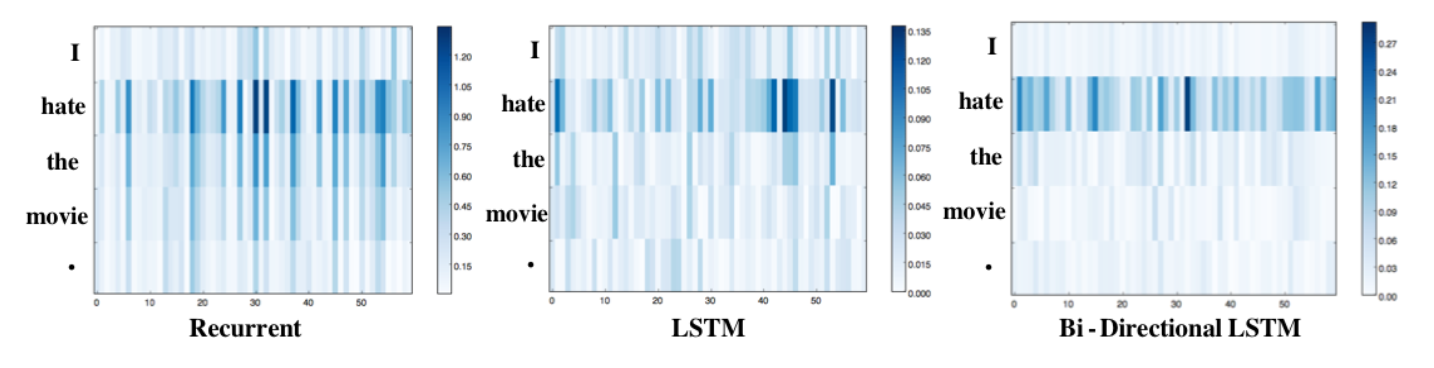 I
hate
the
movie
.
1.20
1.05
0.90
0.75
0.60
0.45
0.30
0.15
0 10 20 30 40 50
Recurrent
I
hate
the
movie
.
0.135
0.120
0.105
0.090
0.075
0.060
0.045
0.030
0.015
0.000
0 10 20 30 40 50
LSTM
I
hate
the
movie
.
0.27
0.24
0.21
0.18
0.15
0.12
0.09
0.06
0.03
0.00
0 10 20 30 40 50
Bi - Directional LSTM